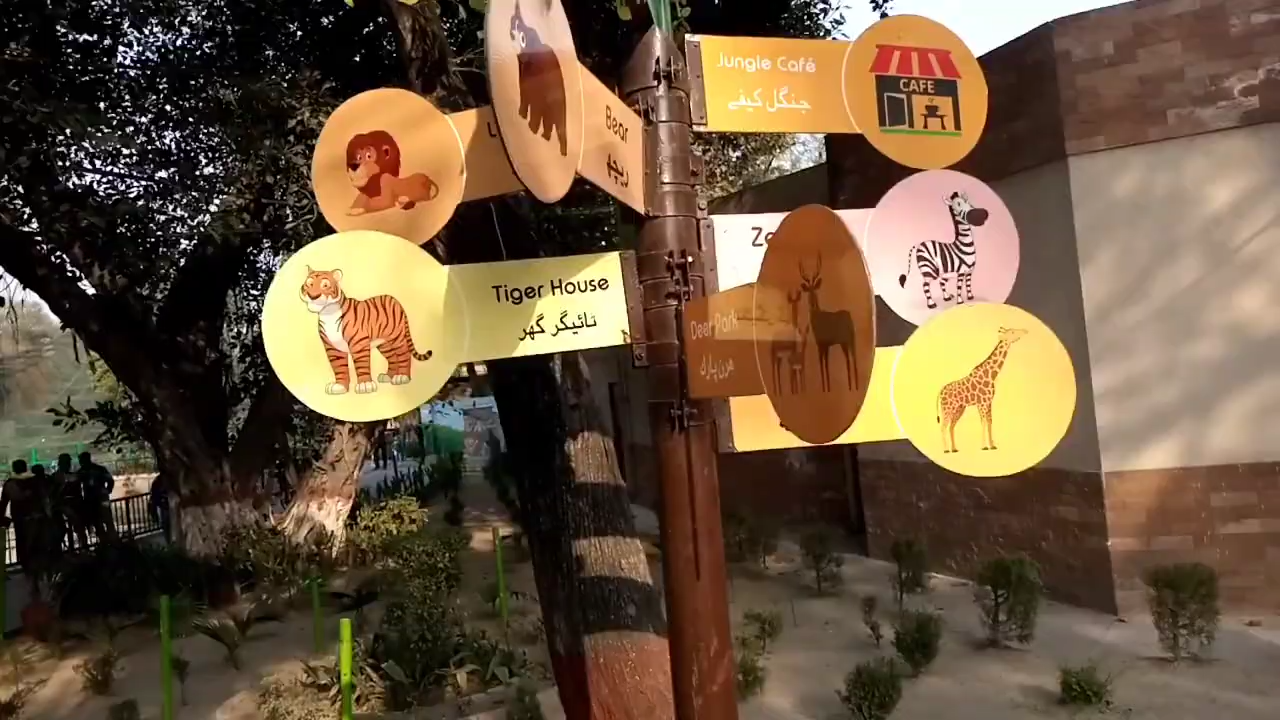 Jungle Café
جنگل کیفے
CAFE
Bear
ریچھ
Tiger House
ٹائیگر گھر
Deer Park
ہرن پارک